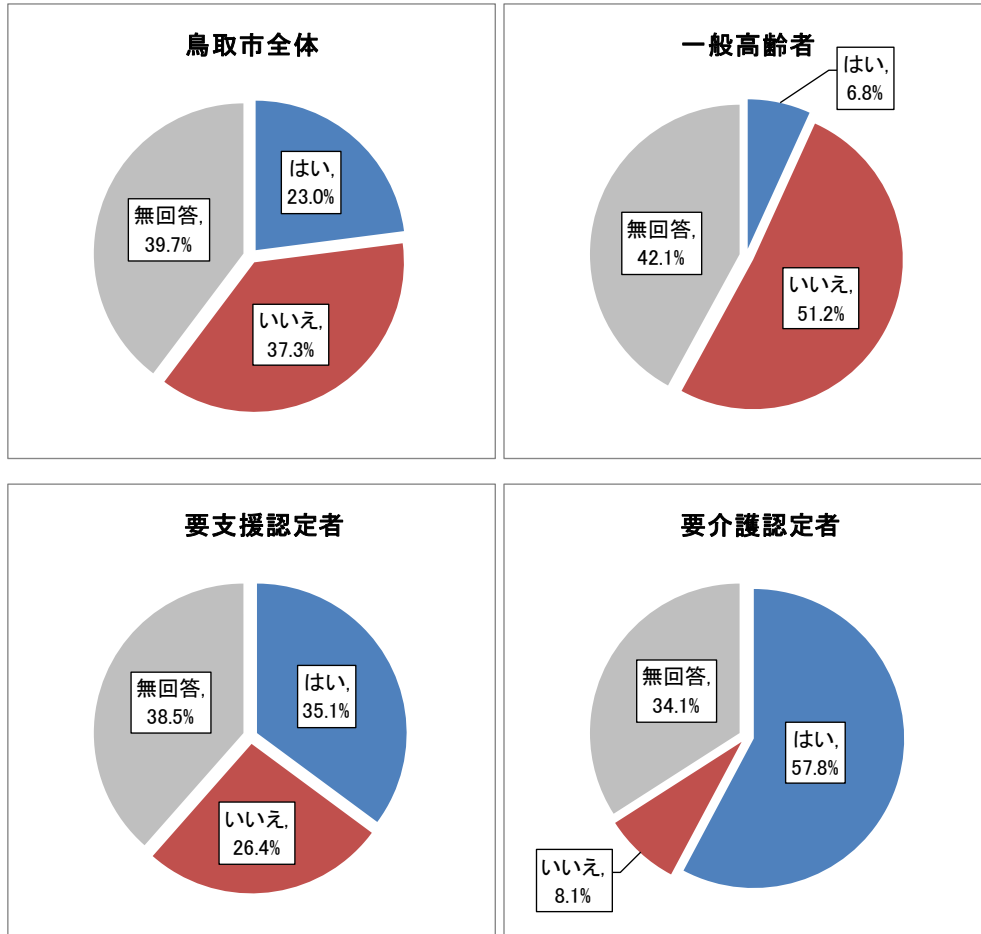 鳥取市全体
はい,
23.0%
いいえ,
37.3%
無回答,
39.7%
一般高齢者
はい,
6.8%
いいえ,
51.2%
無回答,
42.1%
要支援認定者
はい,
35.1%
いいえ,
26.4%
無回答,
38.5%
要介護認定者
はい,
57.8%
いいえ,
8.1%
無回答,
34.1%